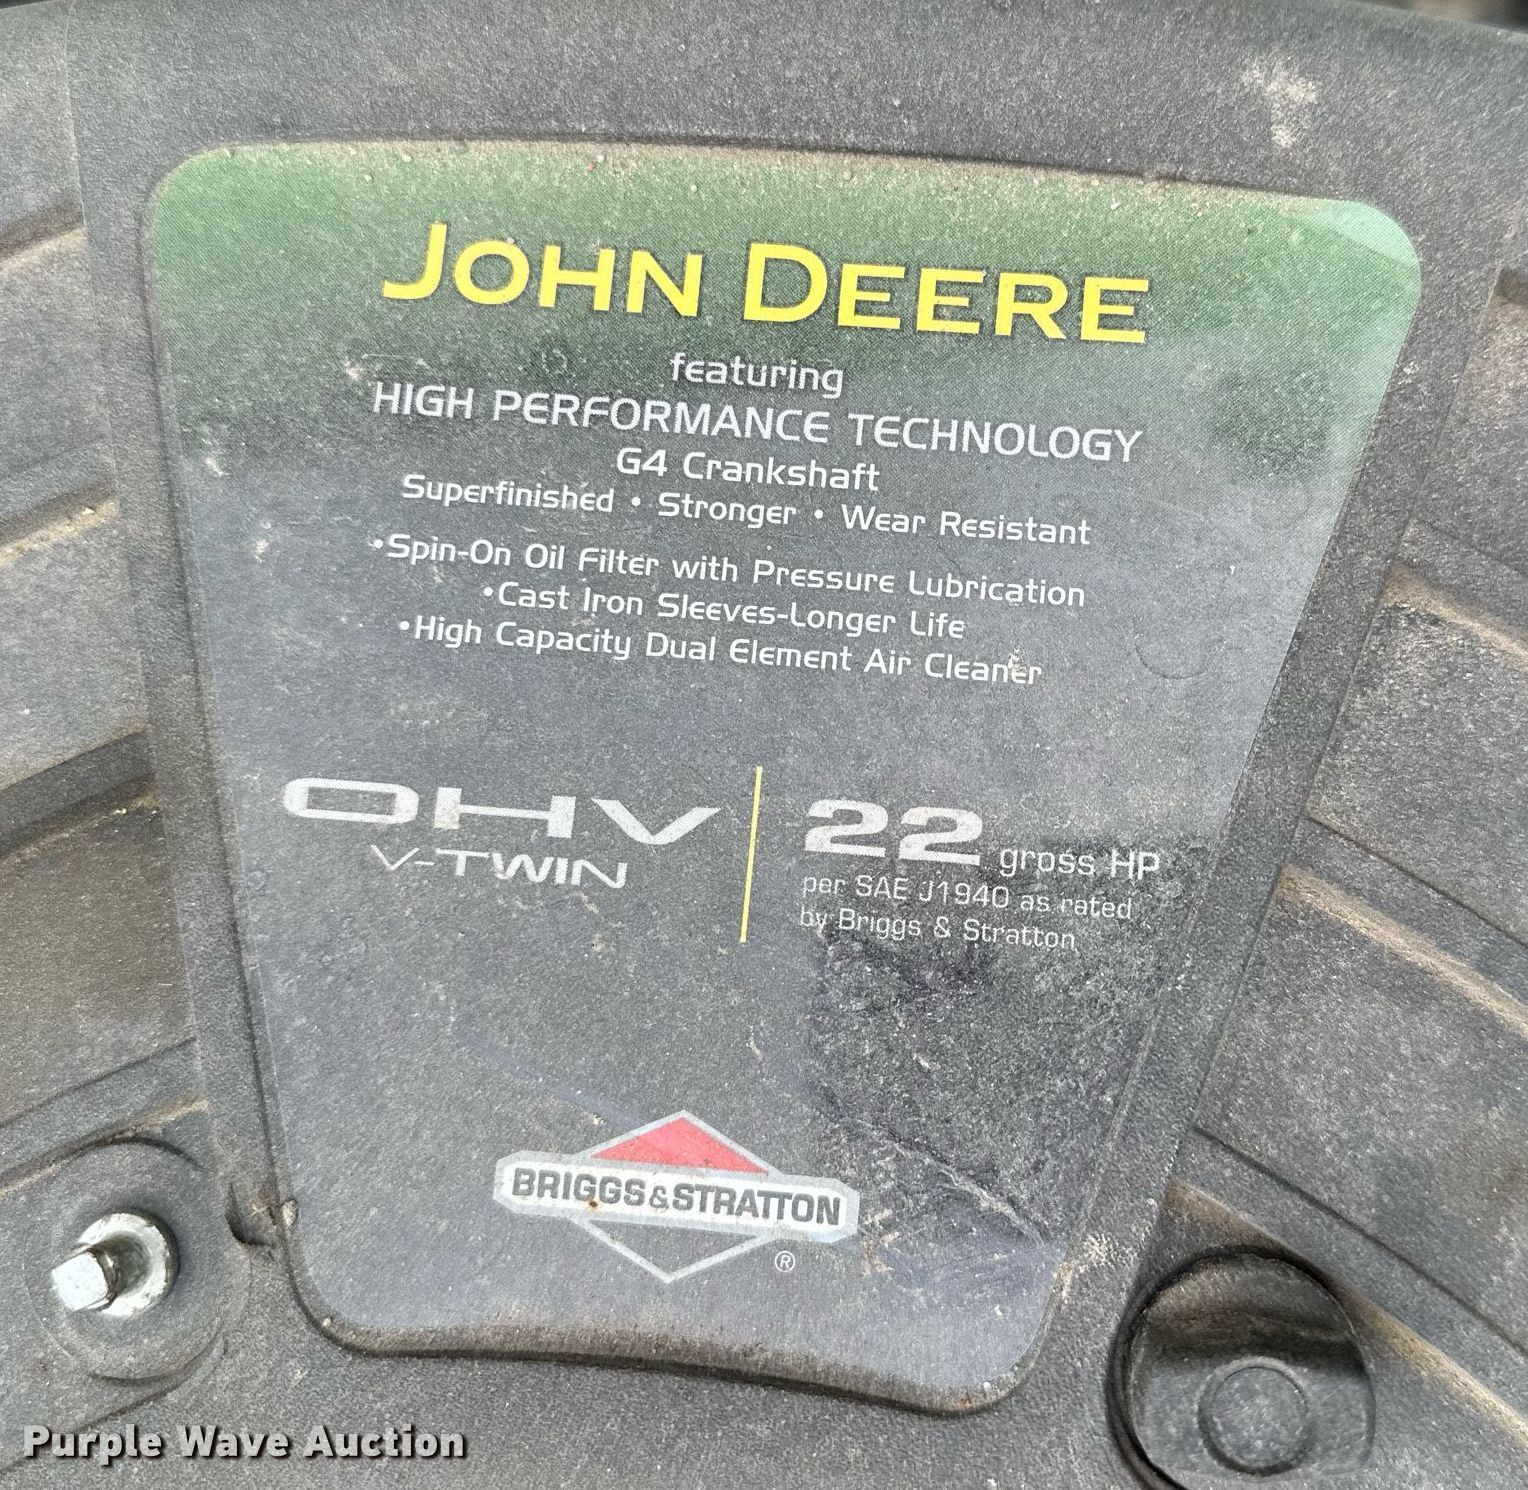 JOHN DEERE
featuring
HIGH PERFORMANCE TECHNOLOGY
G4 Crankshaft
Superfinished • Stronger • Wear Resistant
•Spin-On Oil Filter with Pressure Lubrication
•Cast Iron Sleeves-Longer Life
•High Capacity Dual Element Air Cleaner
OHV
V-TWIN
22 gross HP
per SAE J1940 as rated
by Briggs & Stratton
BRIGGS&STRATTON
®
Purple Wave Auction